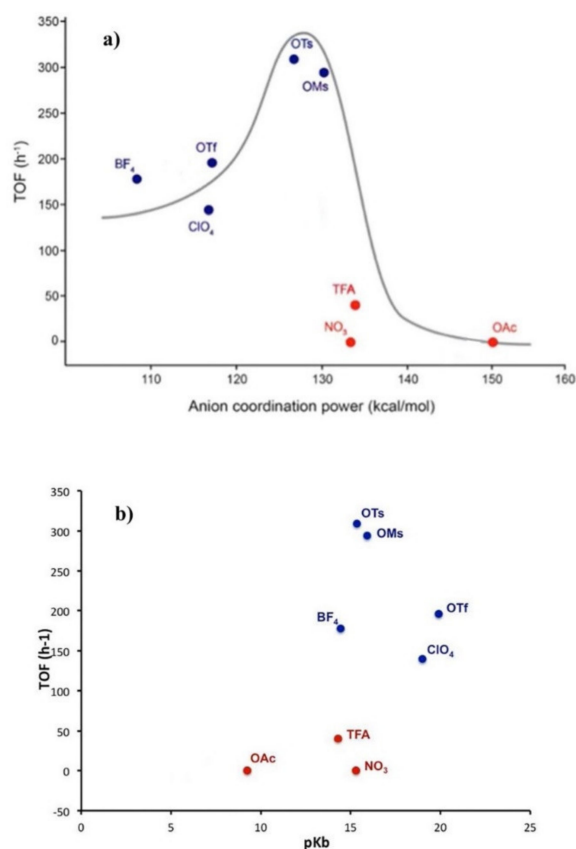 a)
350
300
250
200
150
100
50
0
TOF (h⁻¹)
OTs
OMs
OTf
BF₄
ClO₄
TFA
NO₃
OAc
110 120 130 140 150 160
Anion coordination power (kcal/mol)
b)
350
300
250
200
150
100
50
0
-50
TOF (h-1)
OTs
OMs
OTf
BF₄
ClO₄
TFA
OAc
NO₃
0 5 10 15 20 25
pKb